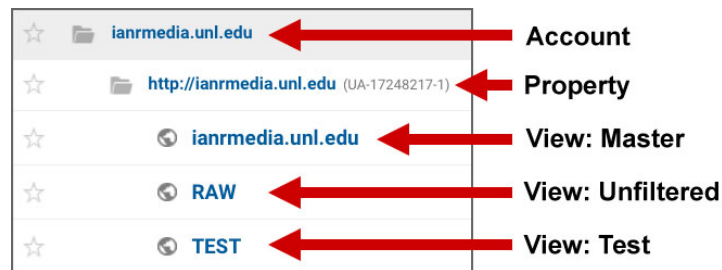 ianrmedia.unl.edu Account
http://ianrmedia.unl.edu (UA-17248217-1) Property
ianrmedia.unl.edu View: Master
RAW View: Unfiltered
TEST View: Test